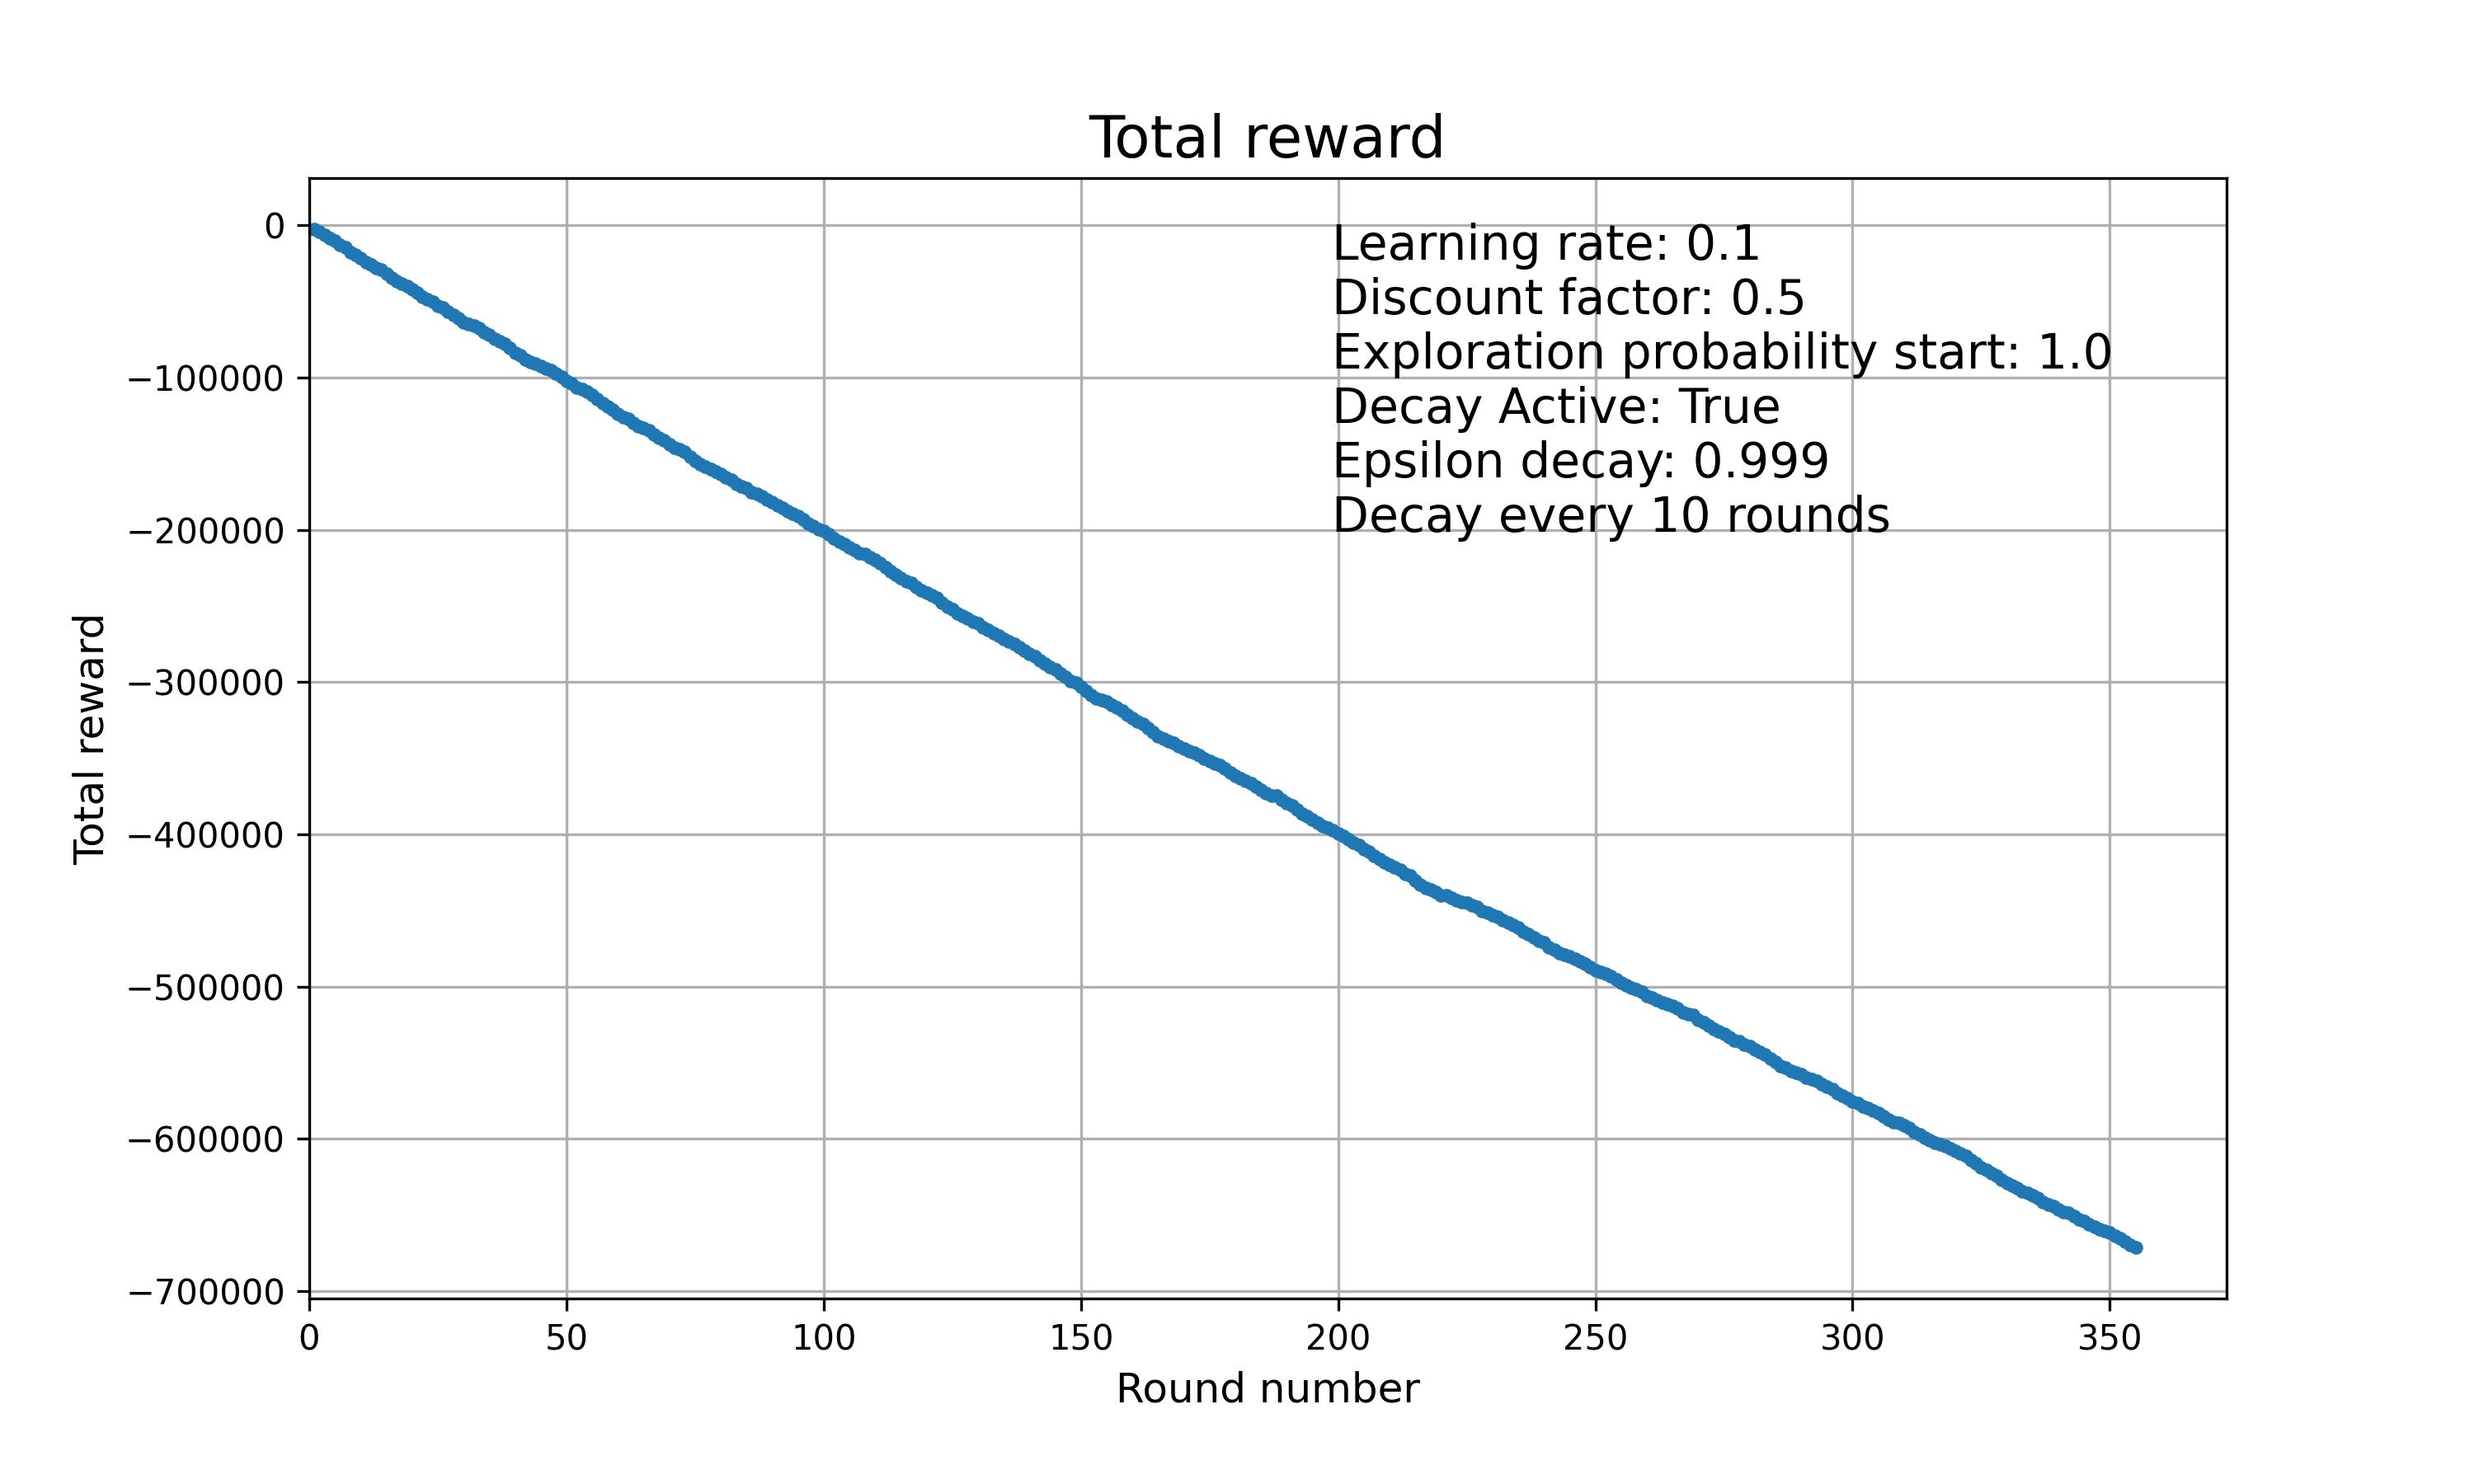 Total reward
Learning rate: 0.1
Discount factor: 0.5
Exploration probability start: 1.0
Decay Active: True
Epsilon decay: 0.999
Decay every 10 rounds
Total reward
0
−100000
−200000
−300000
−400000
−500000
−600000
−700000
0 50 100 150 200 250 300 350
Round number